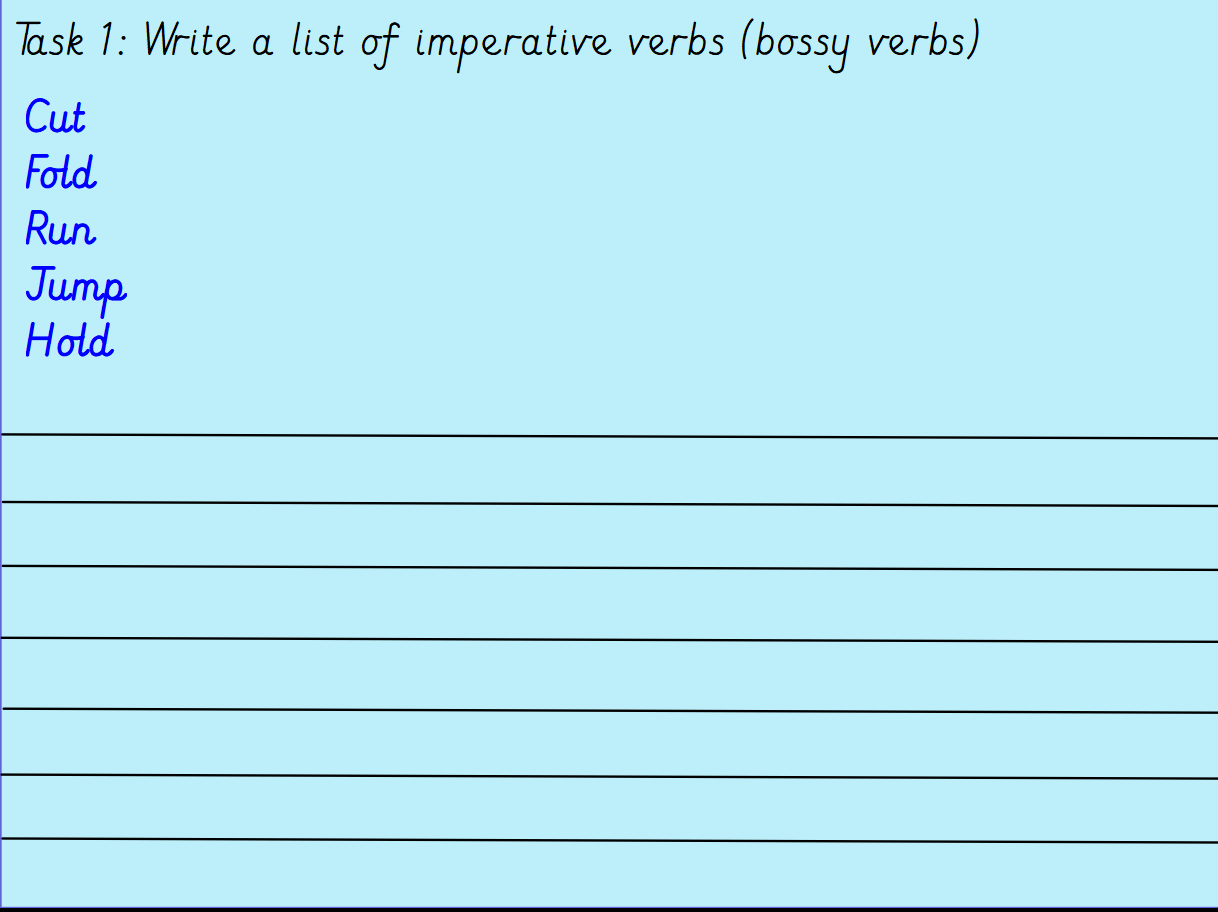 Task 1: Write a list of imperative verbs (bossy verbs)
Cut
Fold
Run
Jump
Hold